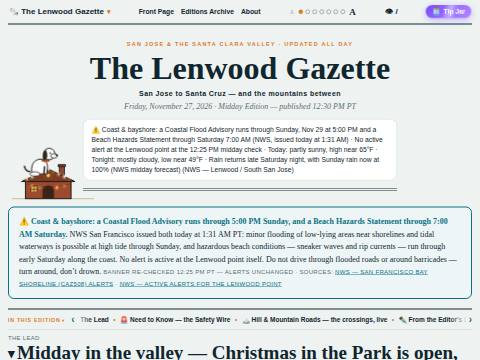 The Lenwood Gazette ▾
Front Page Editions Archive About
A A
Tip Jar
SAN JOSE & THE SANTA CLARA VALLEY · UPDATED ALL DAY
The Lenwood Gazette
San Jose to Santa Cruz — and the mountains between
Friday, November 27, 2026 · Midday Edition — published 12:30 PM PT
⚠️ Coast & bayshore: a Coastal Flood Advisory runs through Sunday, Nov 29 at 5:00 PM and a
Beach Hazards Statement through Saturday 7:00 AM (NWS, issued today at 1:31 AM) · No active
alert at the Lenwood point at the 12:25 PM midday check · Today: partly sunny, high near 65°F ·
Tonight: mostly cloudy, low near 49°F · Rain returns late Saturday night, with Sunday rain now at
100% (NWS midday forecast) (NWS — Lenwood / South San Jose)
⚠️ Coast & bayshore: a Coastal Flood Advisory runs through 5:00 PM Sunday, and a Beach Hazards Statement through 7:00
AM Saturday. NWS San Francisco issued both today at 1:31 AM PT: minor flooding of low-lying areas near shorelines and tidal
waterways is possible at high tide through Sunday, and hazardous beach conditions — sneaker waves and rip currents — run through
early Saturday along the coast. No alert is active at the Lenwood point itself. Do not drive through flooded roads or around barricades —
turn around, don't drown. BANNER RE-CHECKED 12:25 PM PT — ALERTS UNCHANGED · SOURCES: NWS — SAN FRANCISCO BAY
SHORELINE (CAZ508) ALERTS · NWS — ACTIVE ALERTS FOR THE LENWOOD POINT
IN THIS EDITION ▸ ‹ The Lead • 🚨 Need to Know — the Safety Wire • Hill & Mountain Roads — the crossings, live • From the Editor's ›
THE LEAD
▾ Midday in the valley — Christmas in the Park is open,